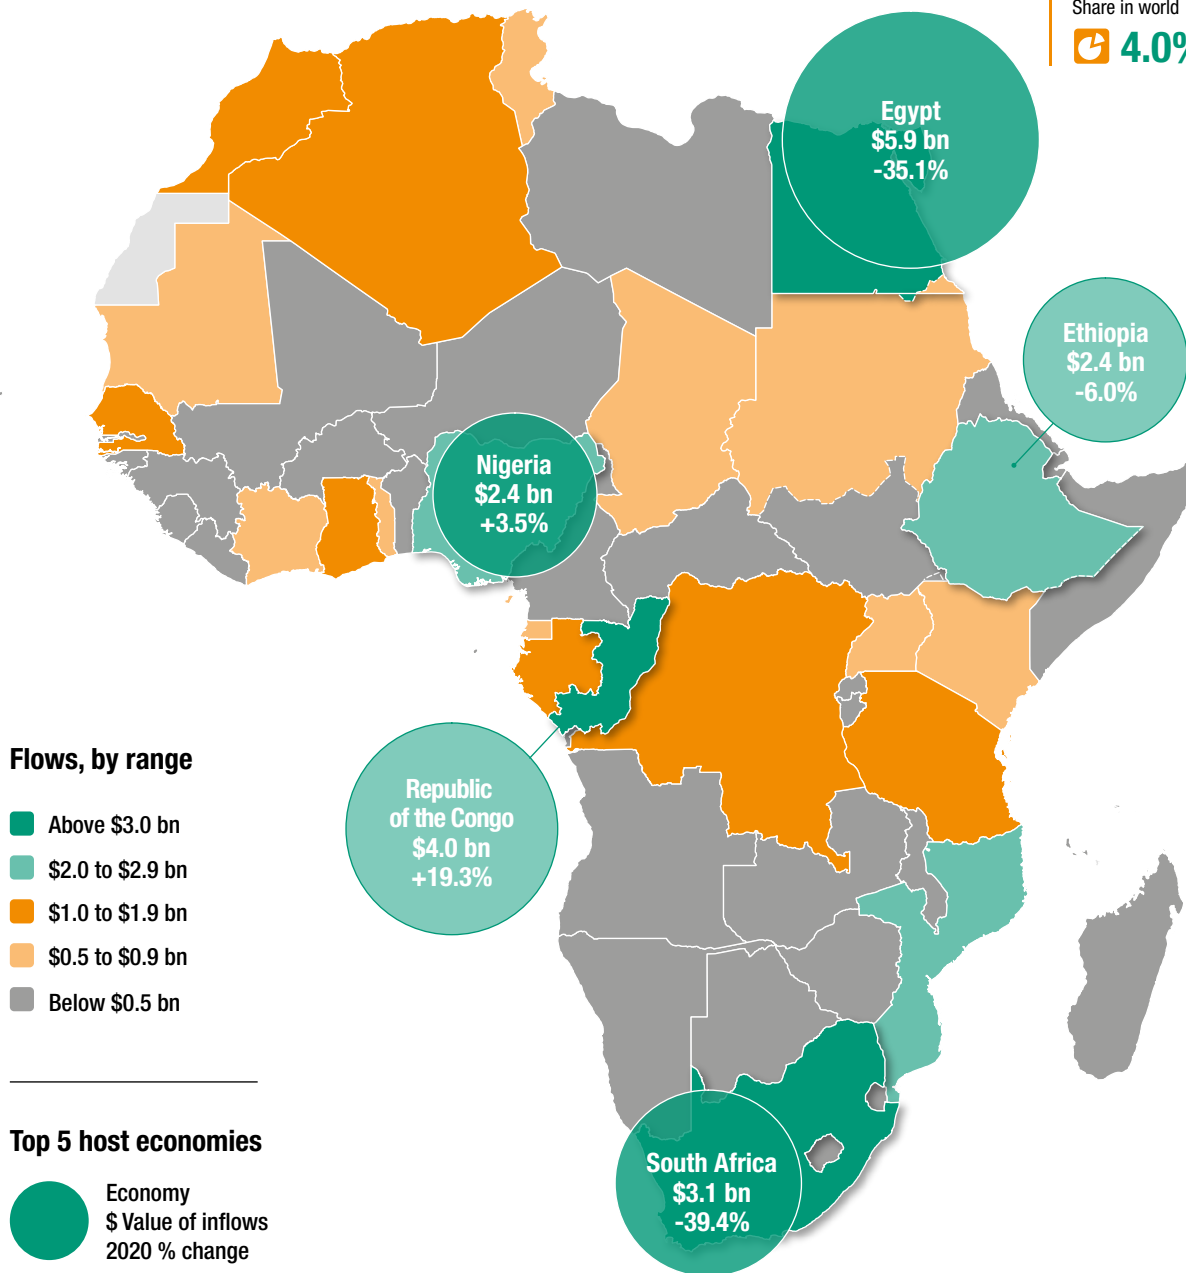 Share in world
4.0%
Egypt
$5.9 bn
-35.1%
Ethiopia
$2.4 bn
-6.0%
Nigeria
$2.4 bn
+3.5%
Republic
of the Congo
$4.0 bn
+19.3%
South Africa
$3.1 bn
-39.4%
Flows, by range
Above $3.0 bn
$2.0 to $2.9 bn
$1.0 to $1.9 bn
$0.5 to $0.9 bn
Below $0.5 bn
Top 5 host economies
Economy
$ Value of inflows
2020 % change